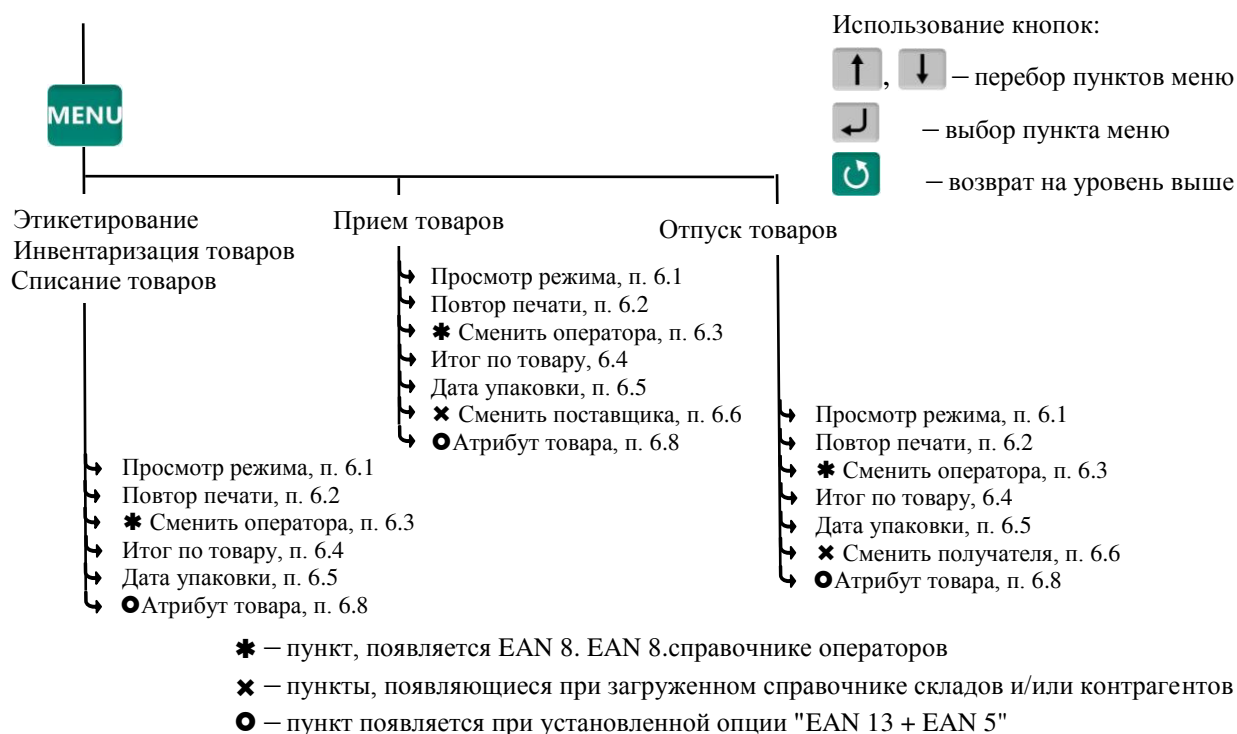 Использование кнопок:
, – перебор пунктов меню
– выбор пункта меню
– возврат на уровень выше
MENU
Этикетирование
Инвентаризация товаров
Списание товаров
Просмотр режима, п. 6.1
Повтор печати, п. 6.2
✱ Сменить оператора, п. 6.3
Итог по товару, п. 6.4
Дата упаковки, п. 6.5
Атрибут товара, п. 6.8
Прием товаров
Просмотр режима, п. 6.1
Повтор печати, п. 6.2
✱ Сменить оператора, п. 6.3
Итог по товару, 6.4
Дата упаковки, п. 6.5
✖ Сменить поставщика, п. 6.6
Атрибут товара, п. 6.8
Отпуск товаров
Просмотр режима, п. 6.1
Повтор печати, п. 6.2
✱ Сменить оператора, п. 6.3
Итог по товару, 6.4
Дата упаковки, п. 6.5
✖ Сменить получателя, п. 6.6
Атрибут товара, п. 6.8
✱ – пункт, появляется EAN 8. EAN 8.справочнике операторов
✖ – пункты, появляющиеся при загруженном справочнике складов и/или контрагентов
– пункт появляется при установленной опции "EAN 13 + EAN 5"